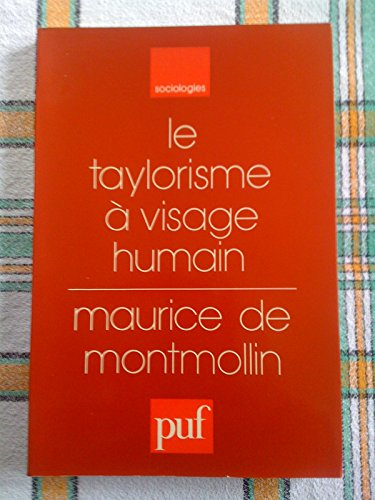 sociologies
le
taylorisme
à visage
humain
maurice de
montmollin
puf